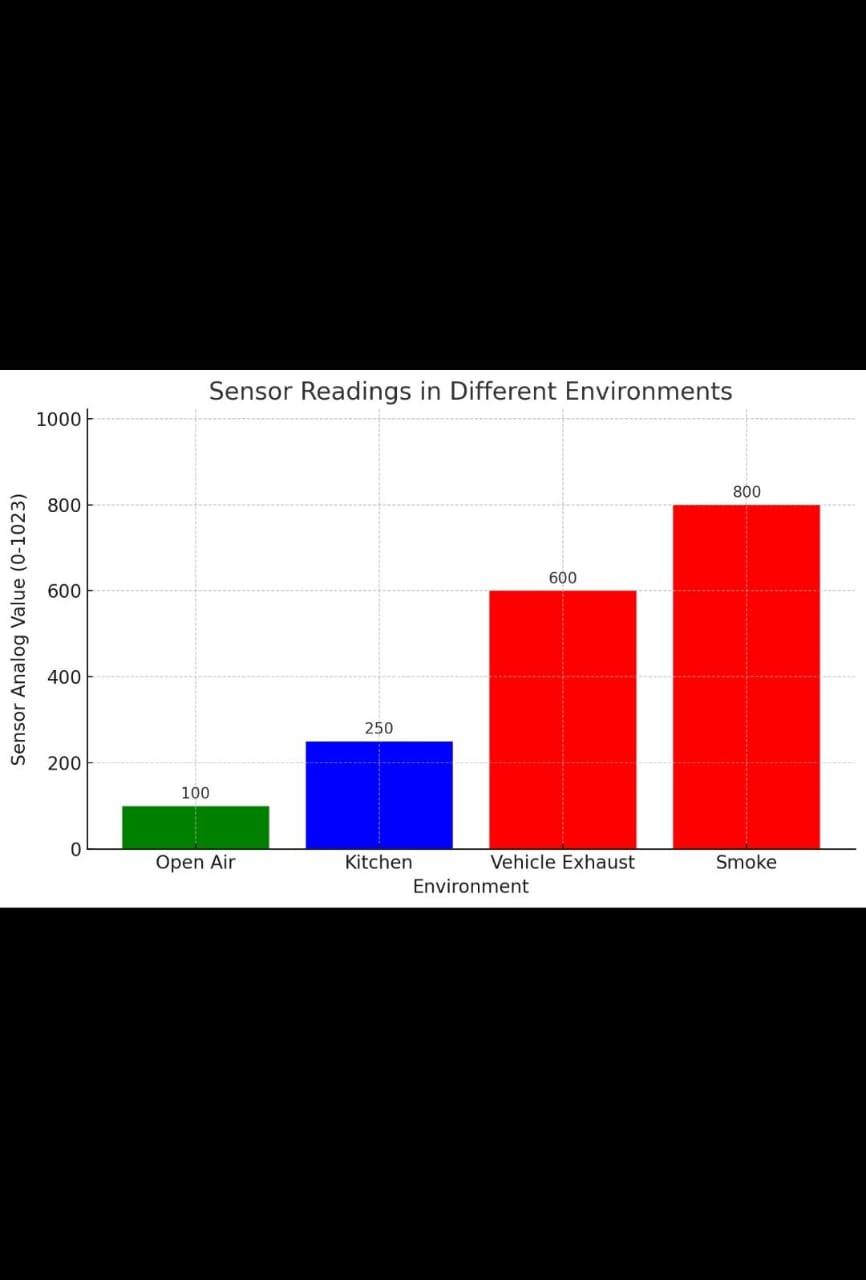 Sensor Readings in Different Environments
Sensor Analog Value (0-1023)
1000
800
600
400
200
0
100
250
600
800
Open Air
Kitchen
Vehicle Exhaust
Smoke
Environment